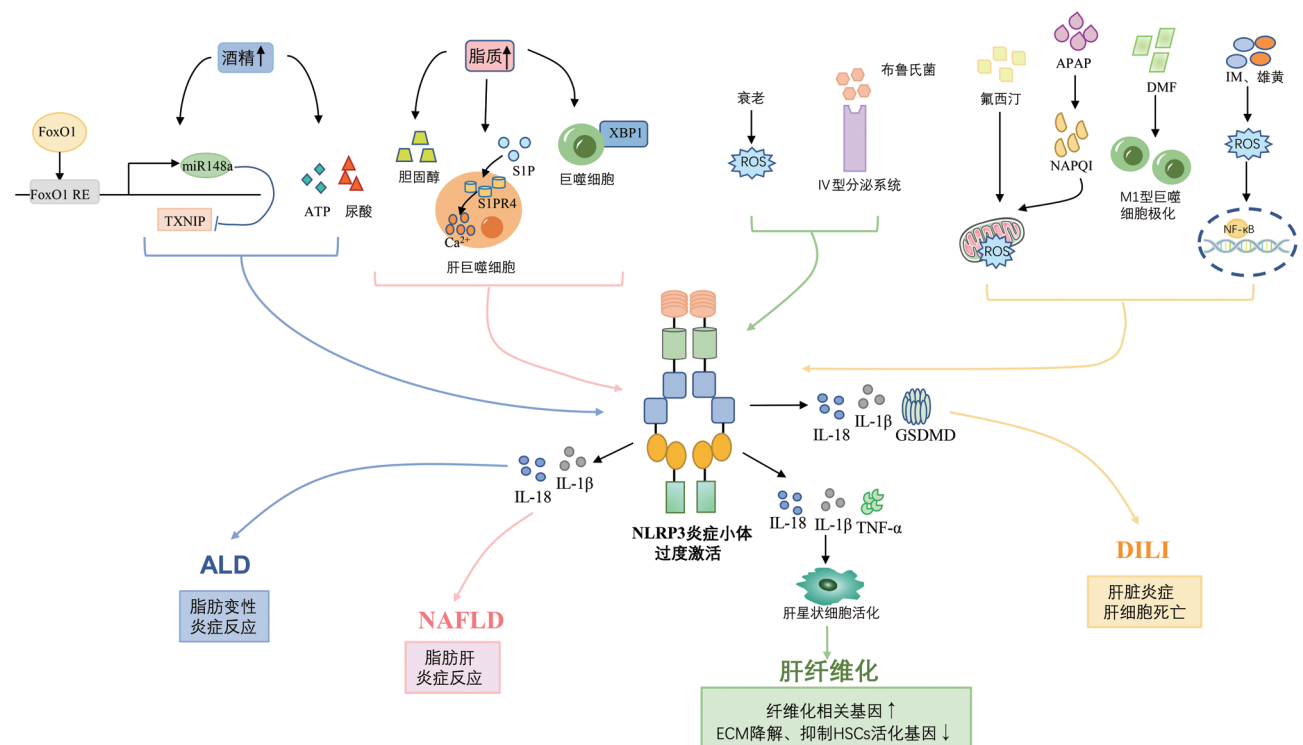 酒精↑
FoxO1
FoxO1 RE
miR148a
TXNIP
ATP
尿酸
脂质↑
胆固醇
S1P
S1PR4
Ca²⁺
肝巨噬细胞
XBP1
巨噬细胞
衰老
ROS
布鲁氏菌
IV型分泌系统
氟西汀
APAP
NAPQI
ROS
DMF
M1型巨噬
细胞极化
IM、雄黄
ROS
NF-κB
NLRP3炎症小体
过度激活
IL-18
IL-1β
GSDMD
IL-18
IL-1β
IL-18
IL-1β
TNF-α
肝星状细胞活化
ALD
脂肪变性
炎症反应
NAFLD
脂肪肝
炎症反应
肝纤维化
纤维化相关基因↑
ECM降解、抑制HSCs活化基因↓
DILI
肝脏炎症
肝细胞死亡